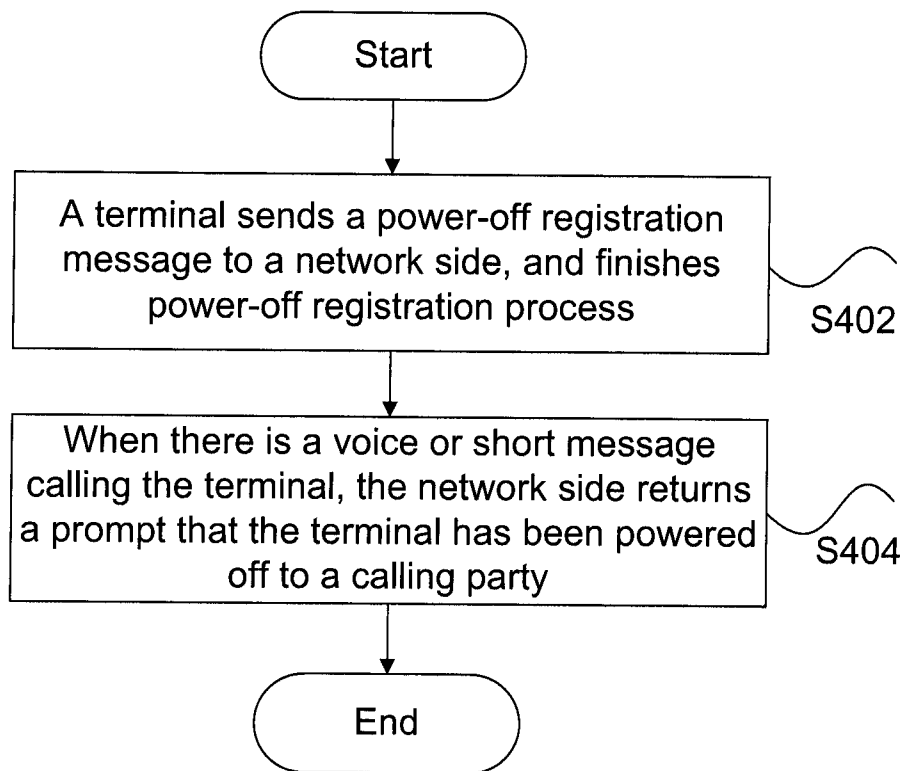 Start
A terminal sends a power-off registration
message to a network side, and finishes
power-off registration process
S402
When there is a voice or short message
calling the terminal, the network side returns
a prompt that the terminal has been powered
off to a calling party
S404
End